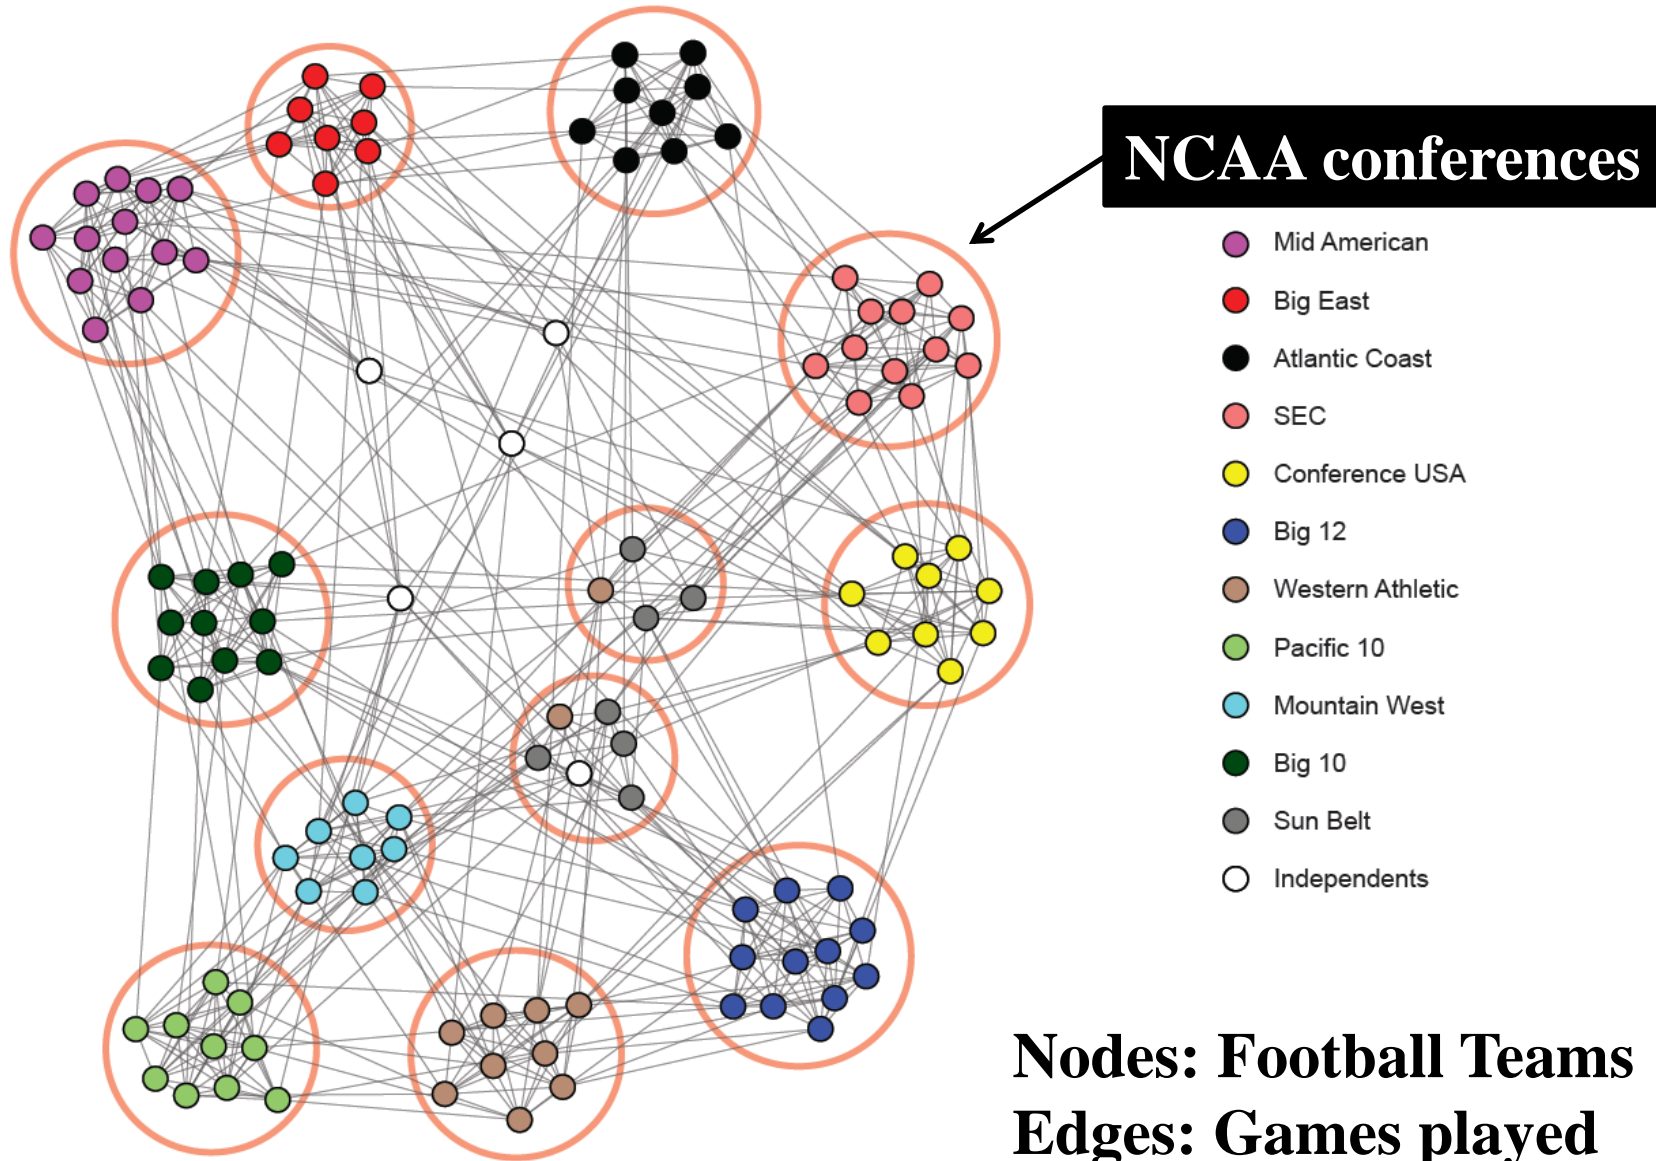 NCAA conferences
Mid American
Big East
Atlantic Coast
SEC
Conference USA
Big 12
Western Athletic
Pacific 10
Mountain West
Big 10
Sun Belt
Independents
Nodes: Football Teams
Edges: Games played